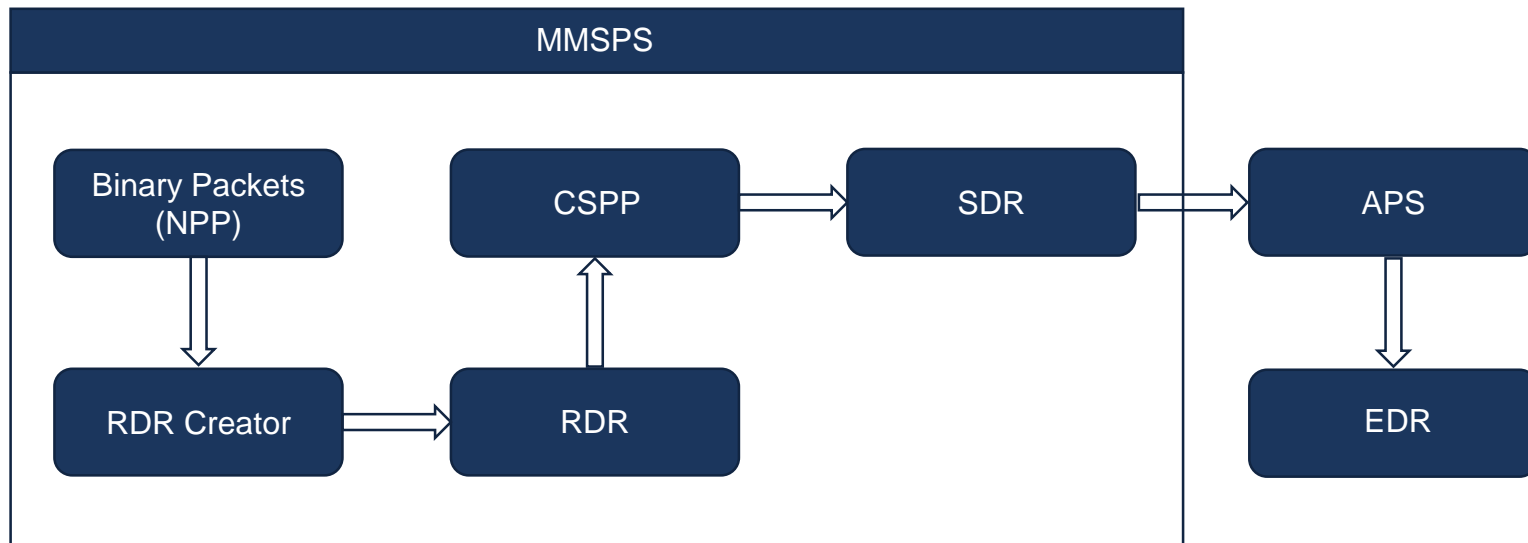 MMSPS
Binary Packets
(NPP)
CSPP
SDR
APS
RDR Creator
RDR
EDR